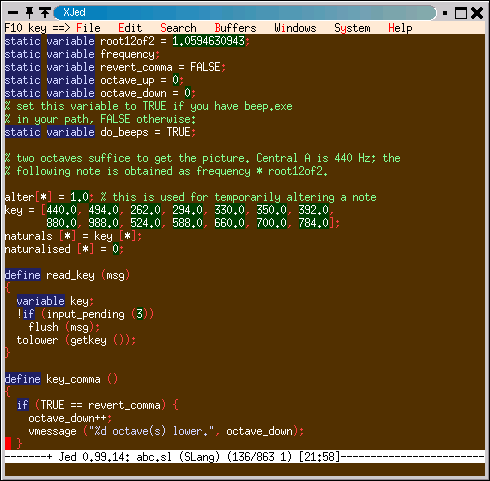 XJed
F10 key ==> File Edit Search Buffers Windows System Help
static variable root12of2 = 1.0594630943;
static variable frequency;
static variable revert_comma = FALSE;
static variable octave_up = 0;
static variable octave_down = 0;
% set this variable to TRUE if you have beep.exe
% in your path, FALSE otherwise:
static variable do_beeps = TRUE;
% two octaves suffice to get the picture. Central A is 440 Hz; the
% following note is obtained as frequency * root12of2.
alter[*] = 1.0; % this is used for temporarily altering a note
key = [440.0, 494.0, 262.0, 294.0, 330.0, 350.0, 392.0,
880.0, 988.0, 524.0, 588.0, 660.0, 700.0, 784.0];
naturals [*] = key [*];
naturalised [*] = 0;
define read_key (msg)
{
variable key;
!if (input_pending (3))
flush (msg);
tolower (getkey ());
}
define key_comma ()
{
if (TRUE == revert_comma) {
octave_down++;
vmessage ("%d octave(s) lower.", octave_down);
}
-------+ Jed 0.99.14: abc.sl (SLang) (136/863 1) [21:58]---------------------